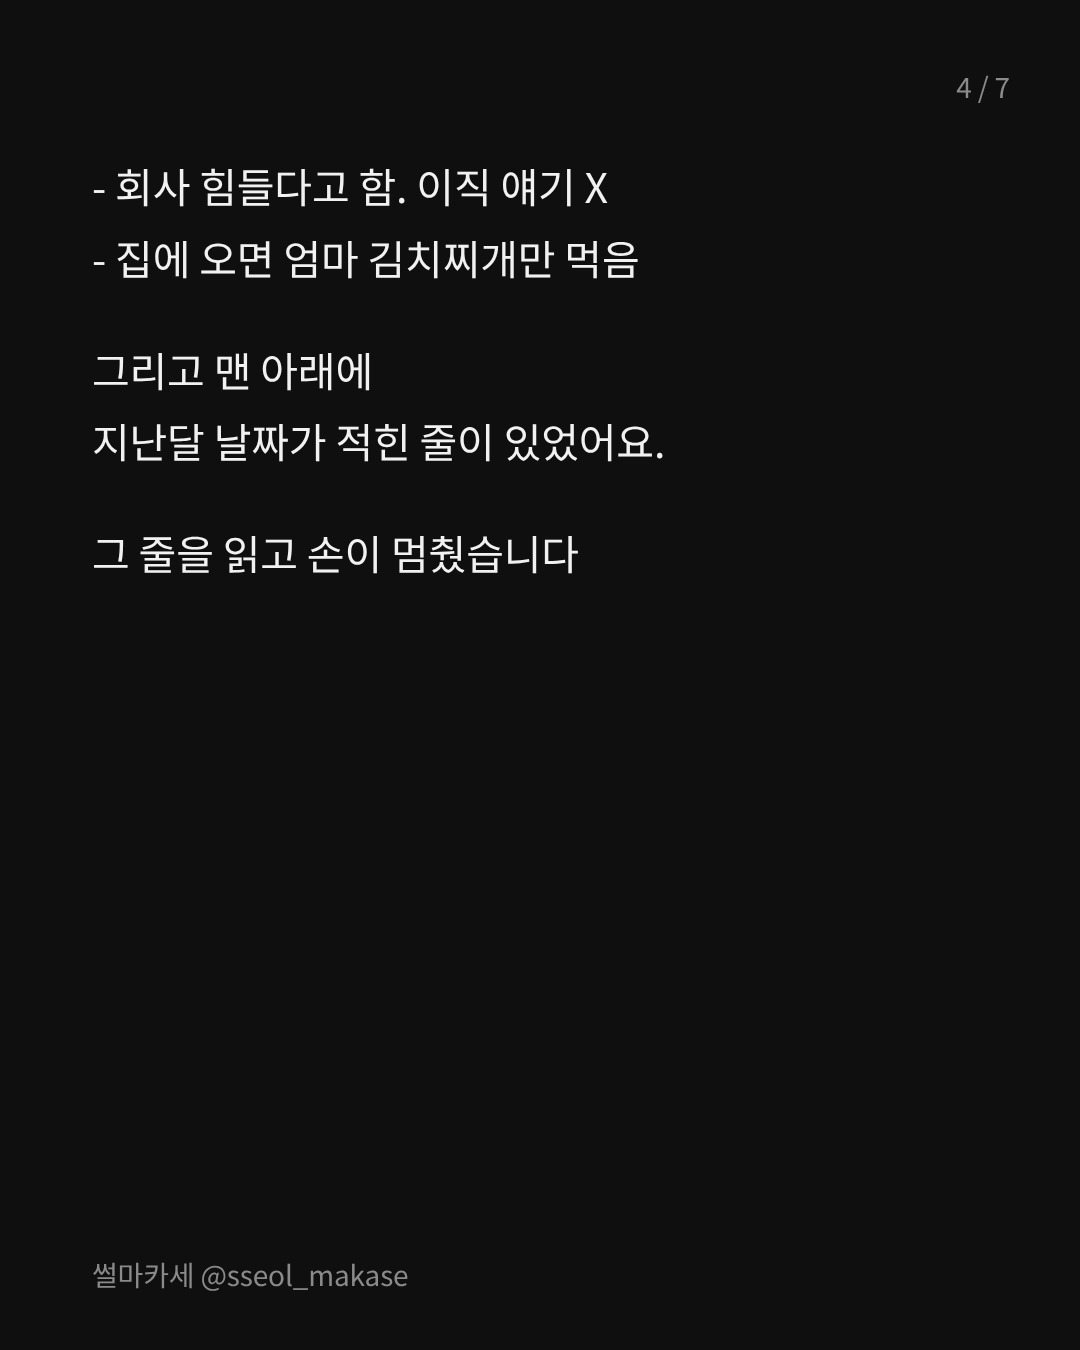 4 / 7
- 회사 힘들다고 함. 이직 얘기 X
- 집에 오면 엄마 김치찌개만 먹음
그리고 맨 아래에
지난달 날짜가 적힌 줄이 있었어요.
그 줄을 읽고 손이 멈췄습니다
썰마카세 @sseol_makase